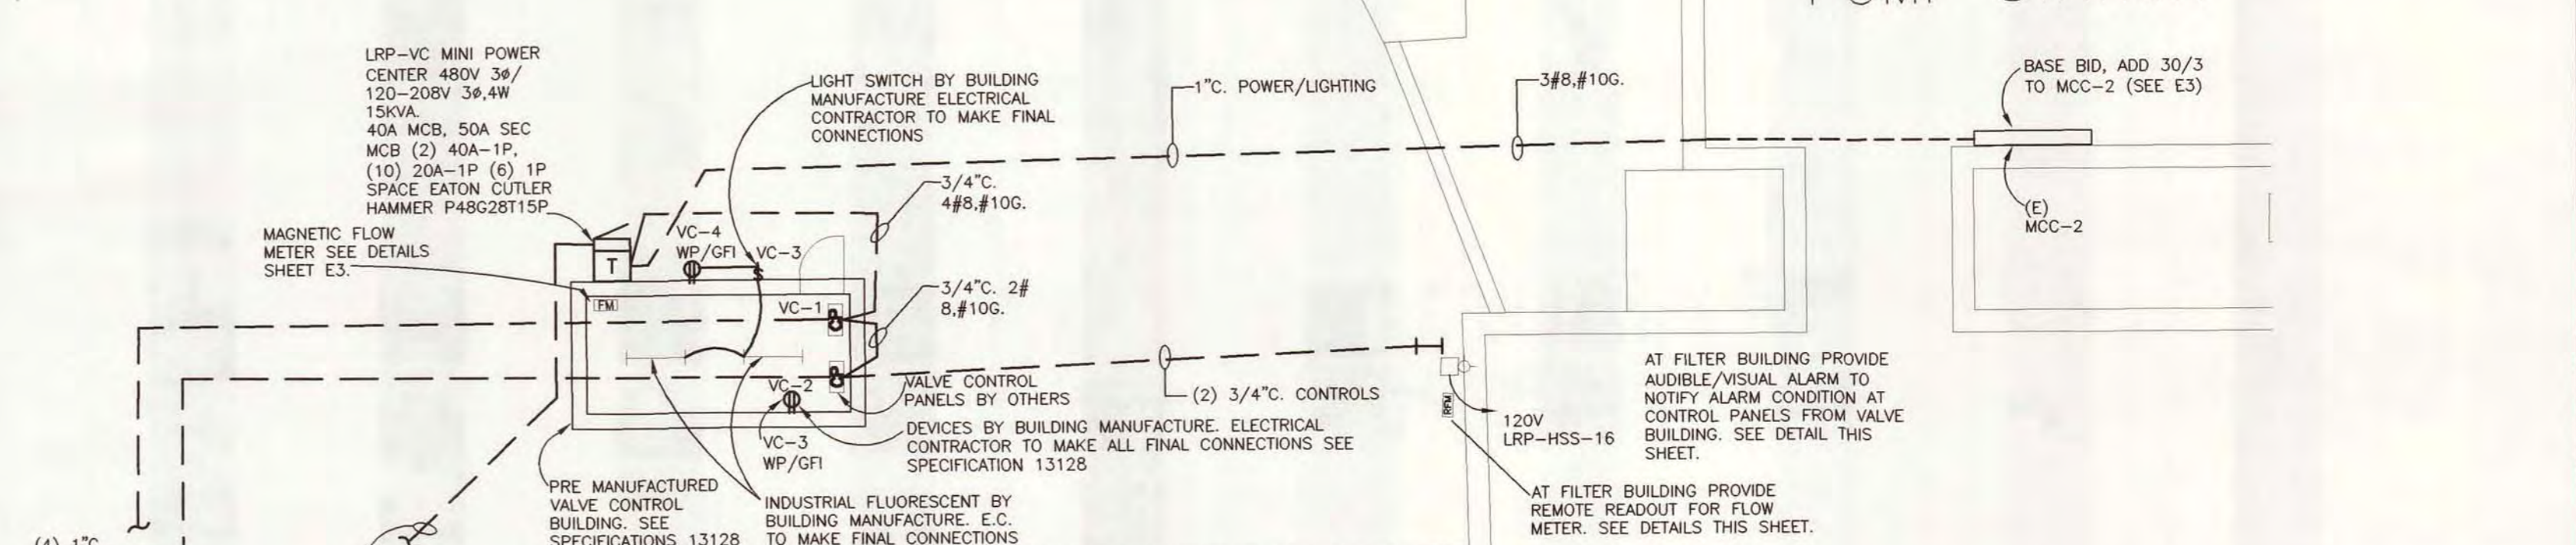 LRP-VC MINI POWER
CENTER 480V 3ø/
120-208V 3ø,4W
15KVA.
40A MCB, 50A SEC
MCB (2) 40A-1P,
(10) 20A-1P (6) 1P
SPACE EATON CUTLER
HAMMER P48G28T15P
MAGNETIC FLOW
METER SEE DETAILS
SHEET E3.
LIGHT SWITCH BY BUILDING
MANUFACTURE ELECTRICAL
CONTRACTOR TO MAKE FINAL
CONNECTIONS
1"C. POWER/LIGHTING
3#8,#10G.
BASE BID, ADD 30/3
TO MCC-2 (SEE E3)
(E)
MCC-2
3/4"C.
4#8,#10G.
VC-4
WP/GFI
VC-3
T
$
FM
VC-1
3/4"C. 2#
8,#10G.
VC-2
VC-3
WP/GFI
VALVE CONTROL
PANELS BY OTHERS
(2) 3/4"C. CONTROLS
DEVICES BY BUILDING MANUFACTURE. ELECTRICAL
CONTRACTOR TO MAKE ALL FINAL CONNECTIONS SEE
SPECIFICATION 13128
RFM
120V
LRP-HSS-16
AT FILTER BUILDING PROVIDE
AUDIBLE/VISUAL ALARM TO
NOTIFY ALARM CONDITION AT
CONTROL PANELS FROM VALVE
BUILDING. SEE DETAIL THIS
SHEET.
AT FILTER BUILDING PROVIDE
REMOTE READOUT FOR FLOW
METER. SEE DETAILS THIS SHEET.
PRE MANUFACTURED
VALVE CONTROL
BUILDING. SEE
SPECIFICATIONS 13128
INDUSTRIAL FLUORESCENT BY
BUILDING MANUFACTURE. E.C.
TO MAKE FINAL CONNECTIONS
(4) 1"C